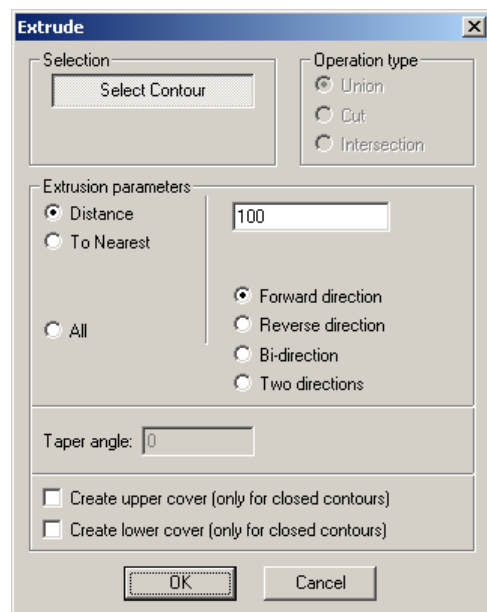 Extrude
Selection
Select Contour
Operation type
Union
Cut
Intersection
Extrusion parameters
Distance
100
To Nearest
Forward direction
Reverse direction
All
Bi-direction
Two directions
Taper angle: 0
Create upper cover (only for closed contours)
Create lower cover (only for closed contours)
OK Cancel